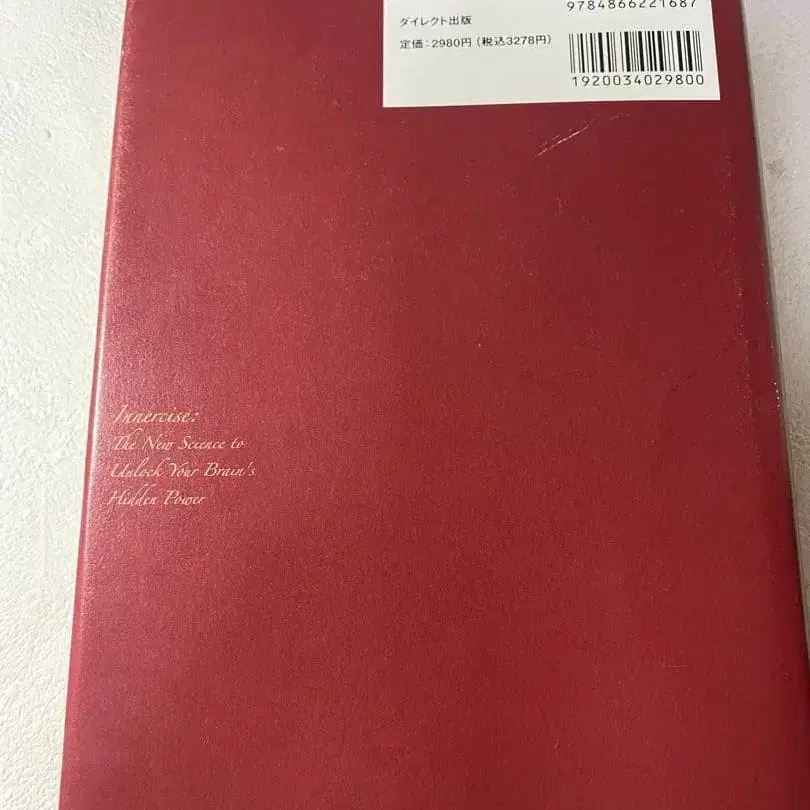 9784866221687
ダイレクト出版
定価：2980円（税込3278円）
1920034029800
Innercise:
The New Science to
Unlock Your Brain's
Hidden Power